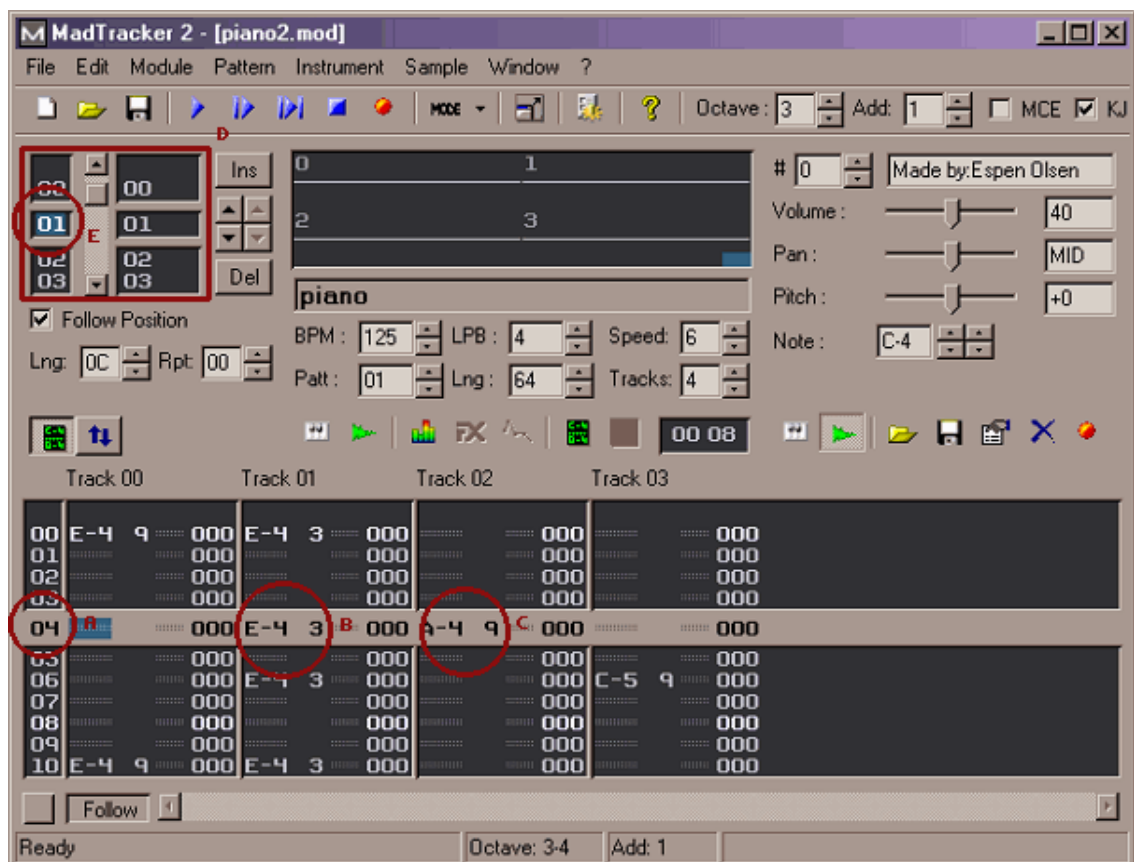 MadTracker 2 - [piano2.mod]
File Edit Module Pattern Instrument Sample Window ?
MODE Octave : 3 Add: 1 MCE KJ
D
00 00 Ins 0 1 # 0 Made by:Espen Olsen
01 E 01 2 3 Volume : 40
02 02 Pan : MID
03 03 Del
piano Pitch : +0
Follow Position
BPM : 125 LPB : 4 Speed: 6 Note : C-4
Lng: 0C Rpt: 00
Patt : 01 Lng : 64 Tracks: 4
FX 00 08
Track 00 Track 01 Track 02 Track 03
00 E-4 9 000 E-4 3 000 000 000
01 000 000 000 000
02 000 000 000 000
03 000 000 000 000
04 A 000 E-4 3 B 000 A-4 9 C 000 000
05 000 000 000 000
06 000 E-4 3 000 000 C-5 9 000
07 000 000 000 000
08 000 000 000 000
09 000 000 000 000
10 E-4 9 000 E-4 3 000 000 000
Follow
Ready Octave: 3-4 Add: 1